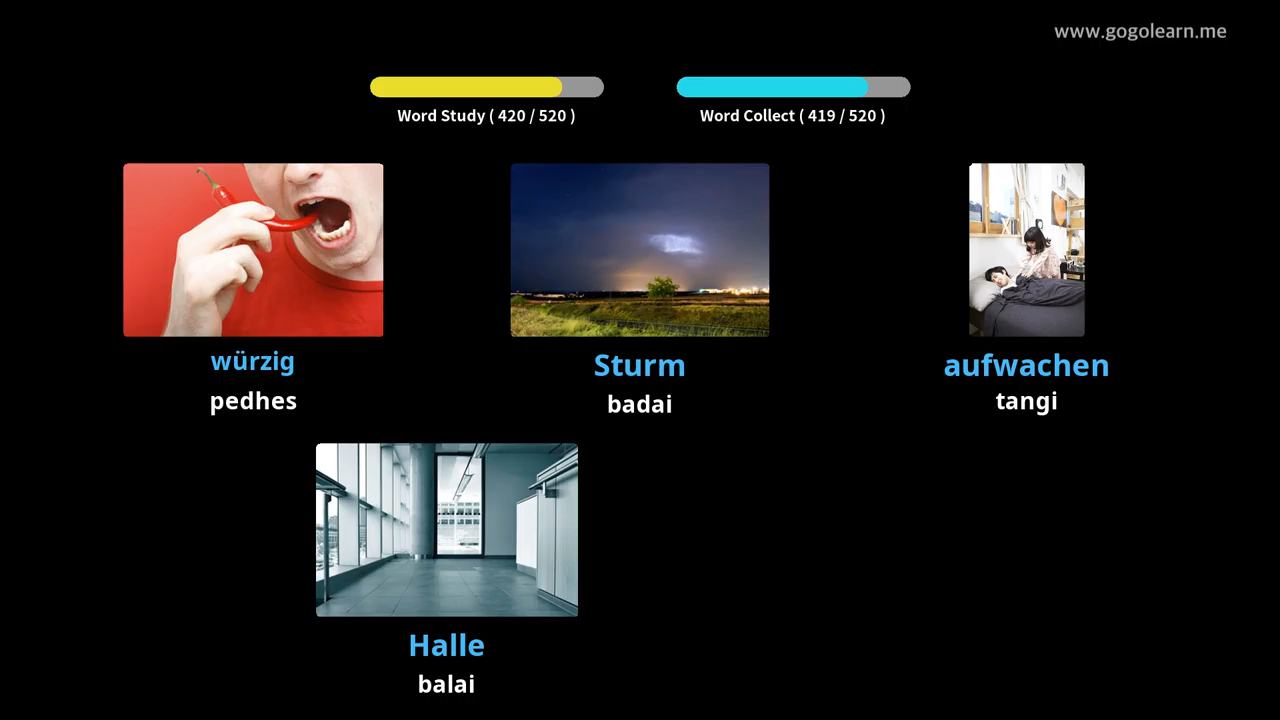 www.gogolearn.me
Word Study ( 420 / 520 )
Word Collect ( 419 / 520 )
würzig
pedhes
Sturm
badai
aufwachen
tangi
Halle
balai